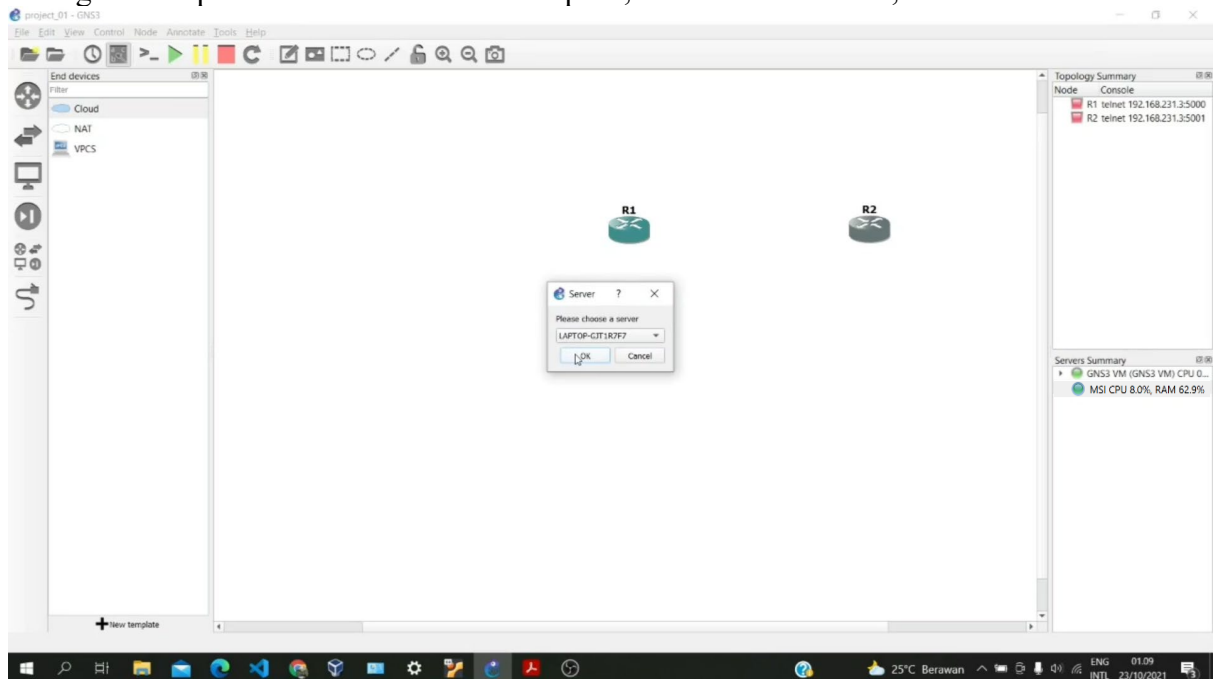 project_01 - GNS3
File Edit View Control Node Annotate Tools Help
End devices
Filter
Cloud
NAT
VPCS
New template
R1
R2
Server ? X
Please choose a server
LAPTOP-GJT1R7F7
OK Cancel
Topology Summary
Node Console
R1 telnet 192.168.231.3:5000
R2 telnet 192.168.231.3:5001
Servers Summary
GNS3 VM (GNS3 VM) CPU 0...
MSI CPU 8.0%, RAM 62.9%
25°C Berawan
ENG
INTL
01.09
23/10/2021